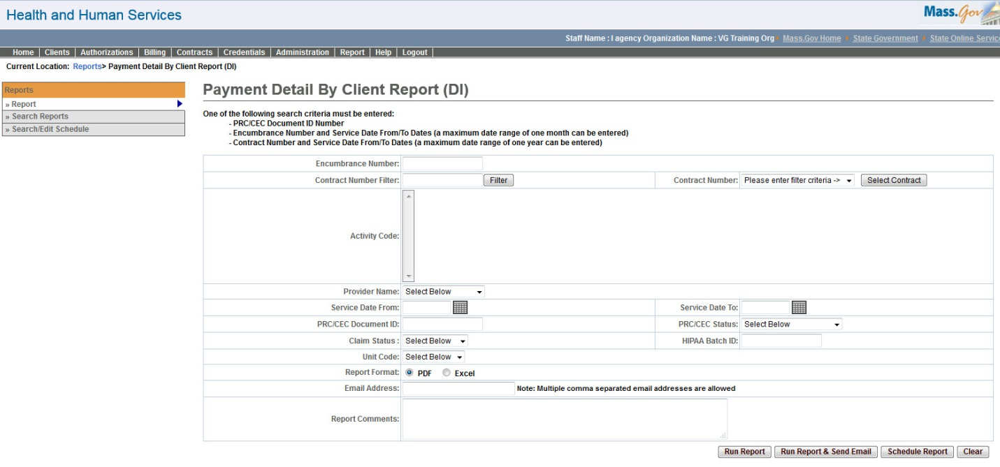 Health and Human Services
Mass.Gov
Staff Name : I agency Organization Name : VG Training Org Mass.Gov Home State Government State Online Servic
Home | Clients | Authorizations | Billing | Contracts | Credentials | Administration | Report | Help | Logout |
Current Location: Reports> Payment Detail By Client Report (DI)
Reports
» Report
» Search Reports
» Search/Edit Schedule
Payment Detail By Client Report (DI)
One of the following search criteria must be entered:
- PRC/CEC Document ID Number
- Encumbrance Number and Service Date From/To Dates (a maximum date range of one month can be entered)
- Contract Number and Service Date From/To Dates (a maximum date range of one year can be entered)
Encumbrance Number:
Contract Number Filter: Filter Contract Number: Please enter filter criteria -> Select Contract
Activity Code:
Provider Name: Select Below
Service Date From: Service Date To:
PRC/CEC Document ID: PRC/CEC Status: Select Below
Claim Status : Select Below HIPAA Batch ID:
Unit Code: Select Below
Report Format: PDF Excel
Email Address: Note: Multiple comma separated email addresses are allowed
Report Comments:
Run Report Run Report & Send Email Schedule Report Clear